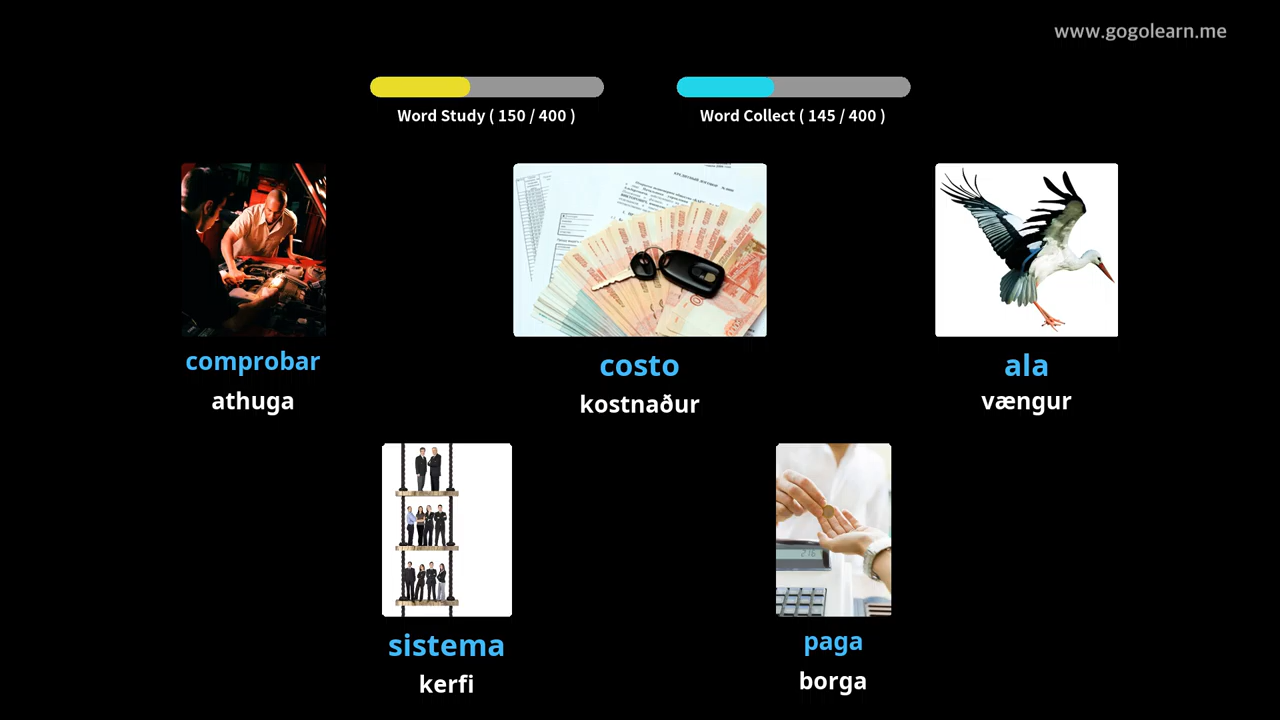 www.gogolearn.me
Word Study ( 150 / 400 )
Word Collect ( 145 / 400 )
comprobar
athuga
costo
kostnaður
ala
vængur
sistema
kerfi
paga
borga